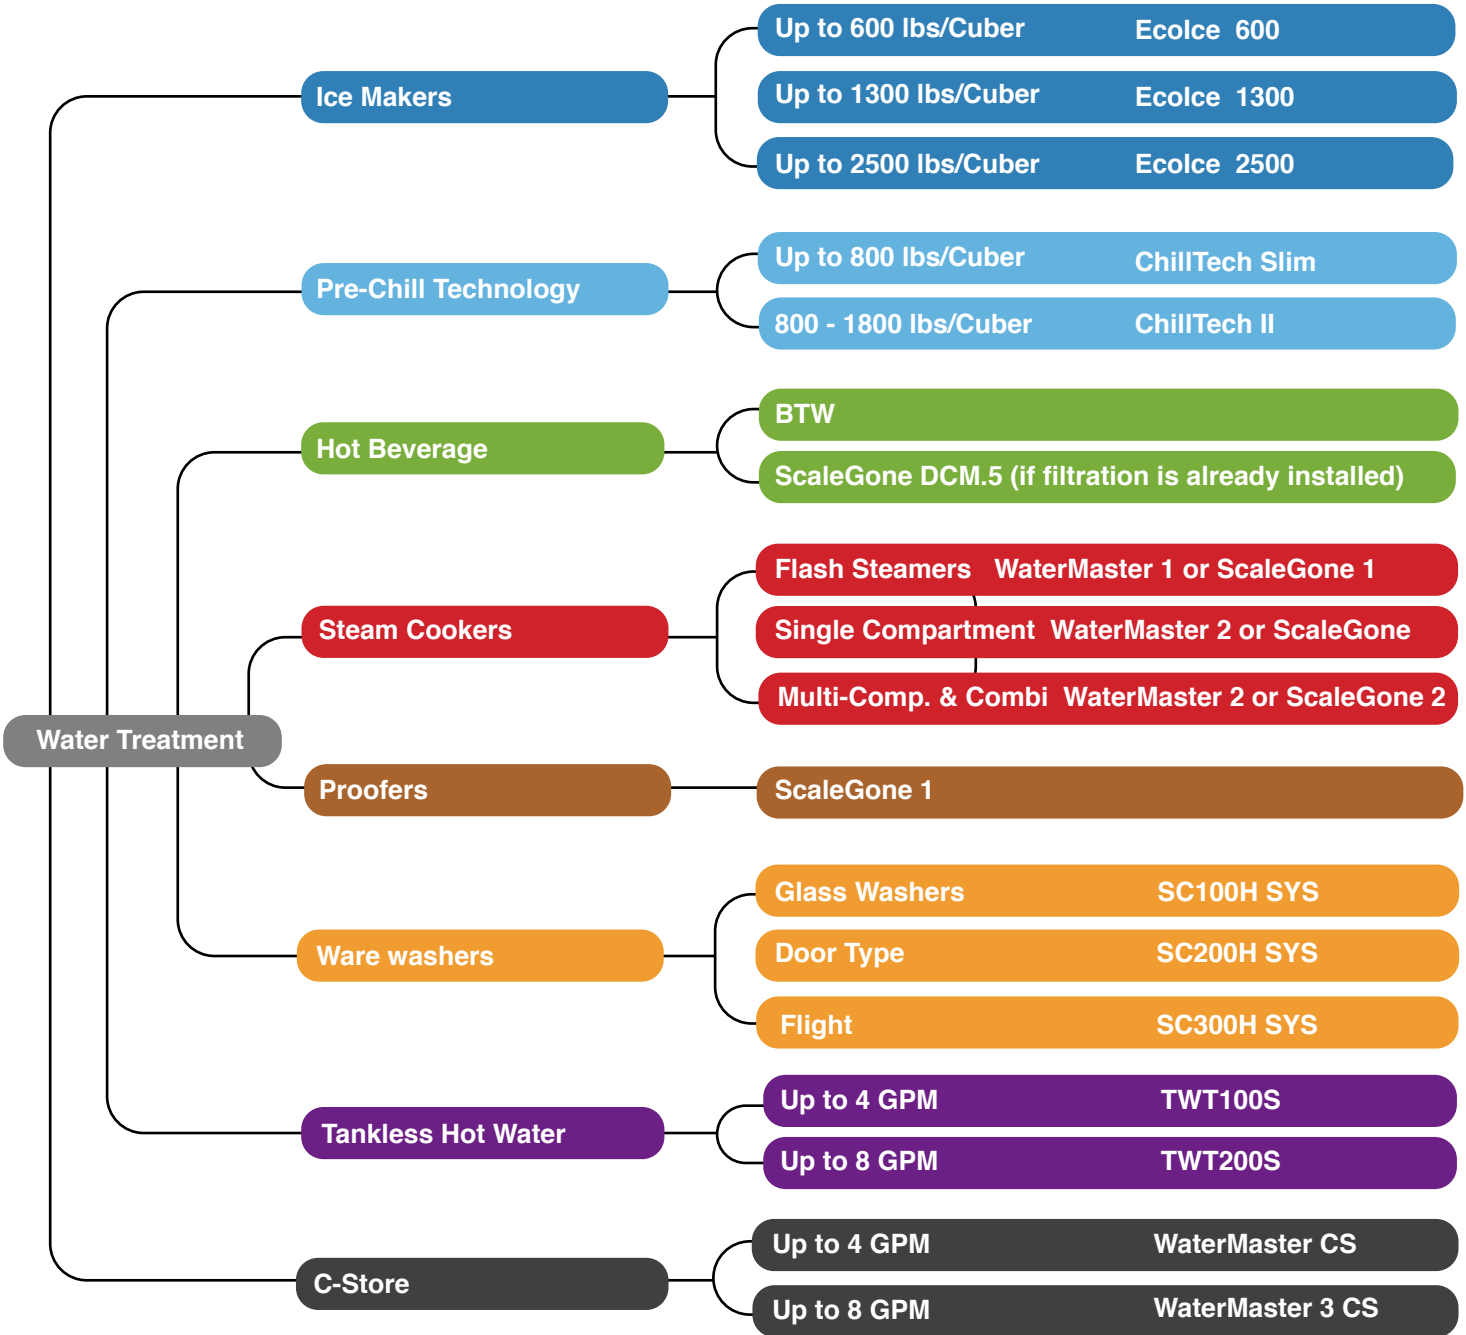 Up to 600 lbs/Cuber EcoIce 600
Ice Makers
Up to 1300 lbs/Cuber EcoIce 1300
Up to 2500 lbs/Cuber EcoIce 2500
Up to 800 lbs/Cuber ChillTech Slim
Pre-Chill Technology
800 - 1800 lbs/Cuber ChillTech II
BTW
Hot Beverage
ScaleGone DCM.5 (if filtration is already installed)
Flash Steamers WaterMaster 1 or ScaleGone 1
Steam Cookers
Single Compartment WaterMaster 2 or ScaleGone
Multi-Comp. & Combi WaterMaster 2 or ScaleGone 2
Water Treatment
Proofers
ScaleGone 1
Glass Washers SC100H SYS
Ware washers
Door Type SC200H SYS
Flight SC300H SYS
Up to 4 GPM TWT100S
Tankless Hot Water
Up to 8 GPM TWT200S
Up to 4 GPM WaterMaster CS
C-Store
Up to 8 GPM WaterMaster 3 CS